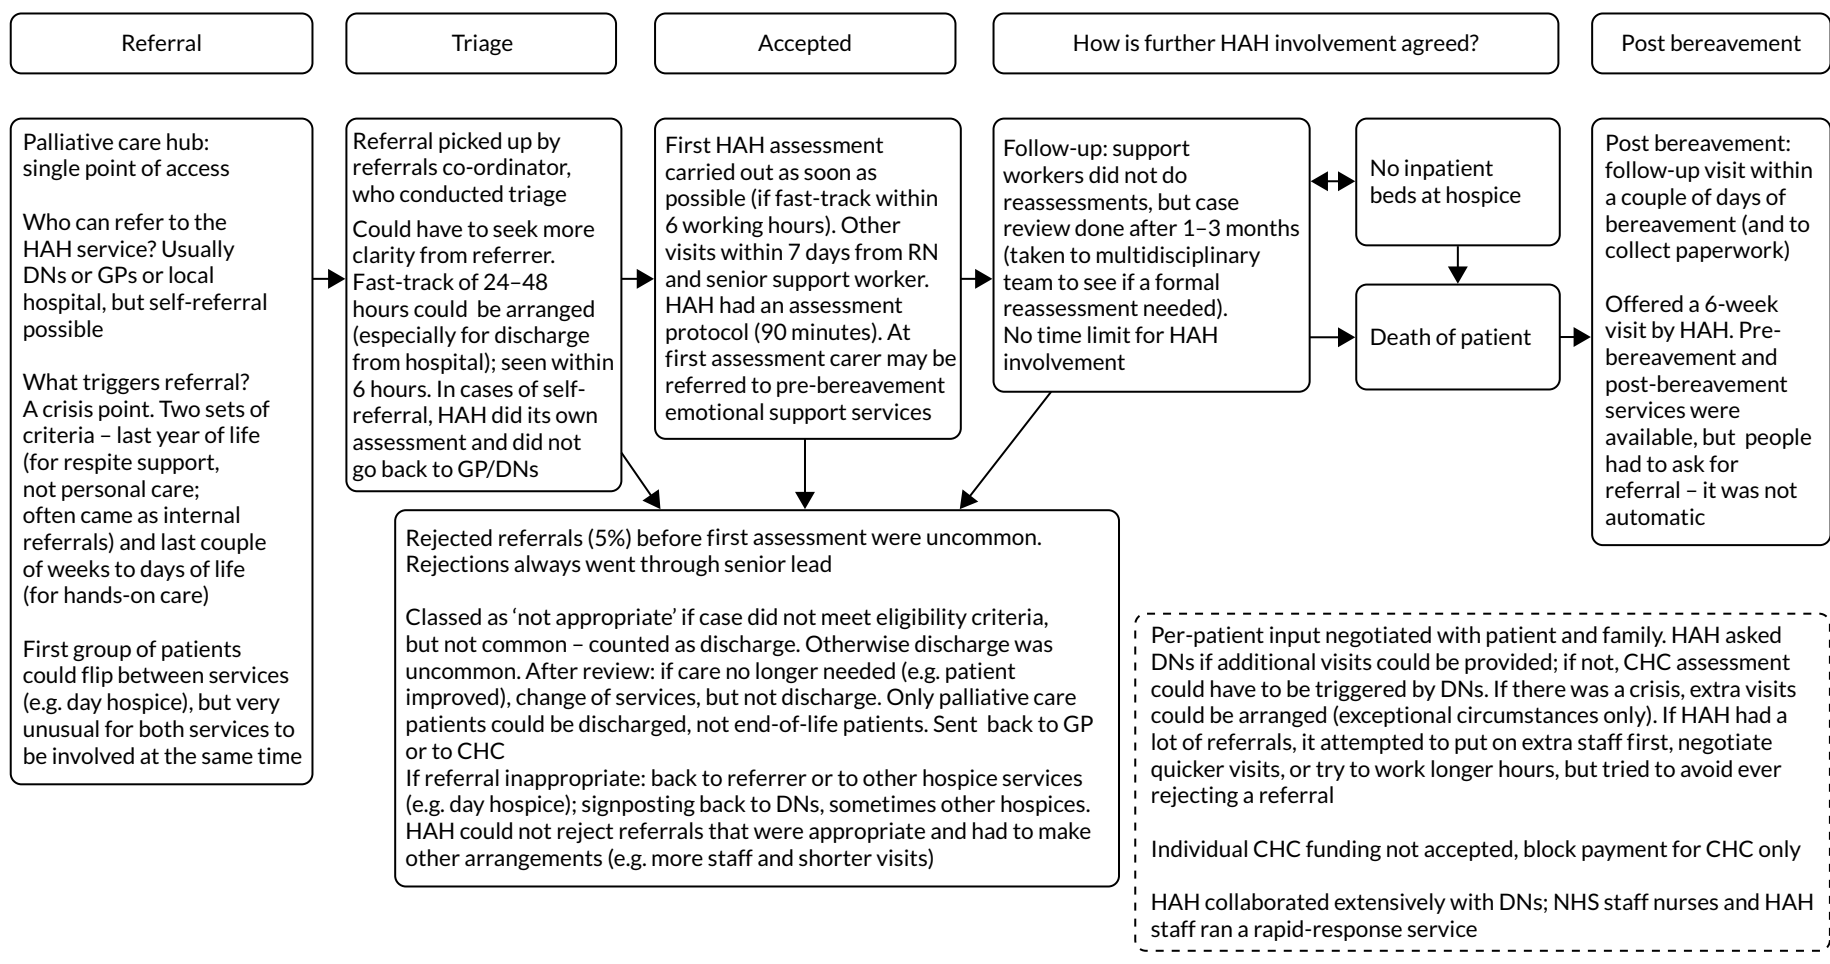 Referral
Triage
Accepted
How is further HAH involvement agreed?
Post bereavement
Palliative care hub:
single point of access
Who can refer to the
HAH service? Usually
DNs or GPs or local
hospital, but self-referral
possible
What triggers referral?
A crisis point. Two sets of
criteria – last year of life
(for respite support,
not personal care;
often came as internal
referrals) and last couple
of weeks to days of life
(for hands-on care)
First group of patients
could flip between services
(e.g. day hospice), but very
unusual for both services to
be involved at the same time
Referral picked up by
referrals co-ordinator,
who conducted triage
Could have to seek more
clarity from referrer.
Fast-track of 24–48
hours could be arranged
(especially for discharge
from hospital); seen within
6 hours. In cases of self-
referral, HAH did its own
assessment and did not
go back to GP/DNs
First HAH assessment
carried out as soon as
possible (if fast-track within
6 working hours). Other
visits within 7 days from RN
and senior support worker.
HAH had an assessment
protocol (90 minutes). At
first assessment carer may be
referred to pre-bereavement
emotional support services
Follow-up: support
workers did not do
reassessments, but case
review done after 1–3 months
(taken to multidisciplinary
team to see if a formal
reassessment needed).
No time limit for HAH
involvement
No inpatient
beds at hospice
Death of patient
Post bereavement:
follow-up visit within
a couple of days of
bereavement (and to
collect paperwork)
Offered a 6-week
visit by HAH. Pre-
bereavement and
post-bereavement
services were
available, but people
had to ask for
referral – it was not
automatic
Rejected referrals (5%) before first assessment were uncommon.
Rejections always went through senior lead
Classed as ‘not appropriate’ if case did not meet eligibility criteria,
but not common – counted as discharge. Otherwise discharge was
uncommon. After review: if care no longer needed (e.g. patient
improved), change of services, but not discharge. Only palliative care
patients could be discharged, not end-of-life patients. Sent back to GP
or to CHC
If referral inappropriate: back to referrer or to other hospice services
(e.g. day hospice); signposting back to DNs, sometimes other hospices.
HAH could not reject referrals that were appropriate and had to make
other arrangements (e.g. more staff and shorter visits)
Per-patient input negotiated with patient and family. HAH asked
DNs if additional visits could be provided; if not, CHC assessment
could have to be triggered by DNs. If there was a crisis, extra visits
could be arranged (exceptional circumstances only). If HAH had a
lot of referrals, it attempted to put on extra staff first, negotiate
quicker visits, or try to work longer hours, but tried to avoid ever
rejecting a referral
Individual CHC funding not accepted, block payment for CHC only
HAH collaborated extensively with DNs; NHS staff nurses and HAH
staff ran a rapid-response service